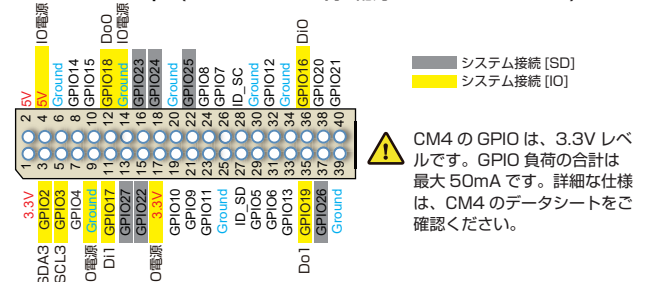 IO電源
DoO
IO電源
DiO
5V
5V
Ground
GPIO14
GPIO15
GPIO18
Ground
GPIO23
GPIO24
Ground
GPIO25
GPIO8
GPIO7
ID_SC
Ground
GPIO12
Ground
GPIO16
GPIO20
GPIO21
2 4 6 8 10 12 14 16 18 20 22 24 26 28 30 32 34 36 38 40
1 3 5 7 9 11 13 15 17 19 21 23 25 27 29 31 33 35 37 39
3.3V
GPIO2
GPIO3
GPIO4
Ground
GPIO17
GPIO27
GPIO22
3.3V
GPIO10
GPIO9
GPIO11
Ground
ID_SD
GPIO5
GPIO6
GPIO13
GPIO19
GPIO26
Ground
SDA3
SCL3
Di1
Do1
システム接続 [SD]
システム接続 [IO]
CM4 の GPIO は、3.3V レベ
ルです。GPIO 負荷の合計は
最大 50mA です。詳細な仕様
は、CM4 のデータシートをご
確認ください。